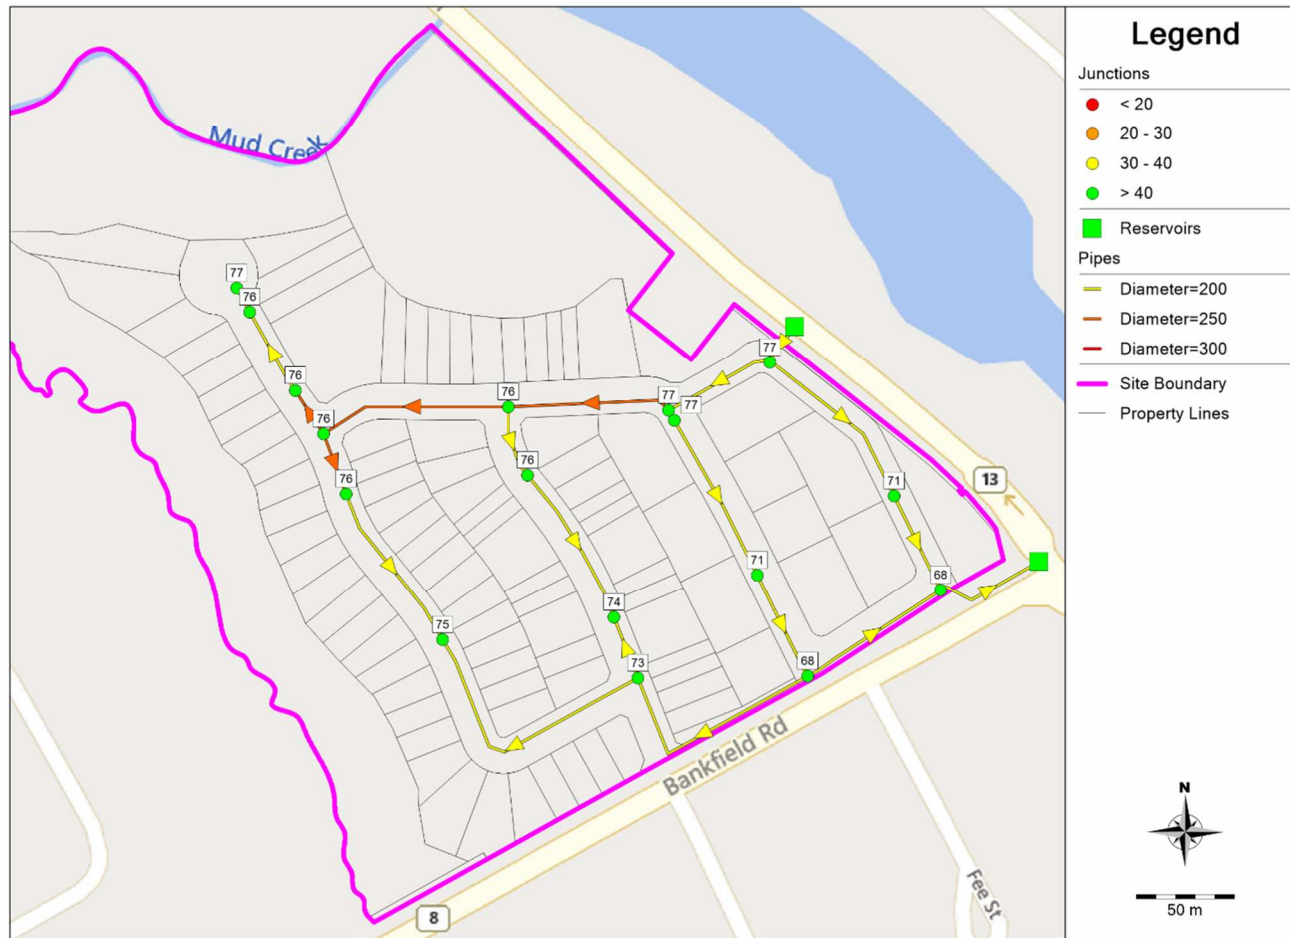 Legend
Junctions
< 20
20 - 30
30 - 40
> 40
Reservoirs
Pipes
Diameter=200
Diameter=250
Diameter=300
Site Boundary
Property Lines
Mud Creek
77
76
76
76
76
76
76
77
77
77
71
13
71
68
74
75
73
68
Bankfield Rd
8
Fee St
N
50 m